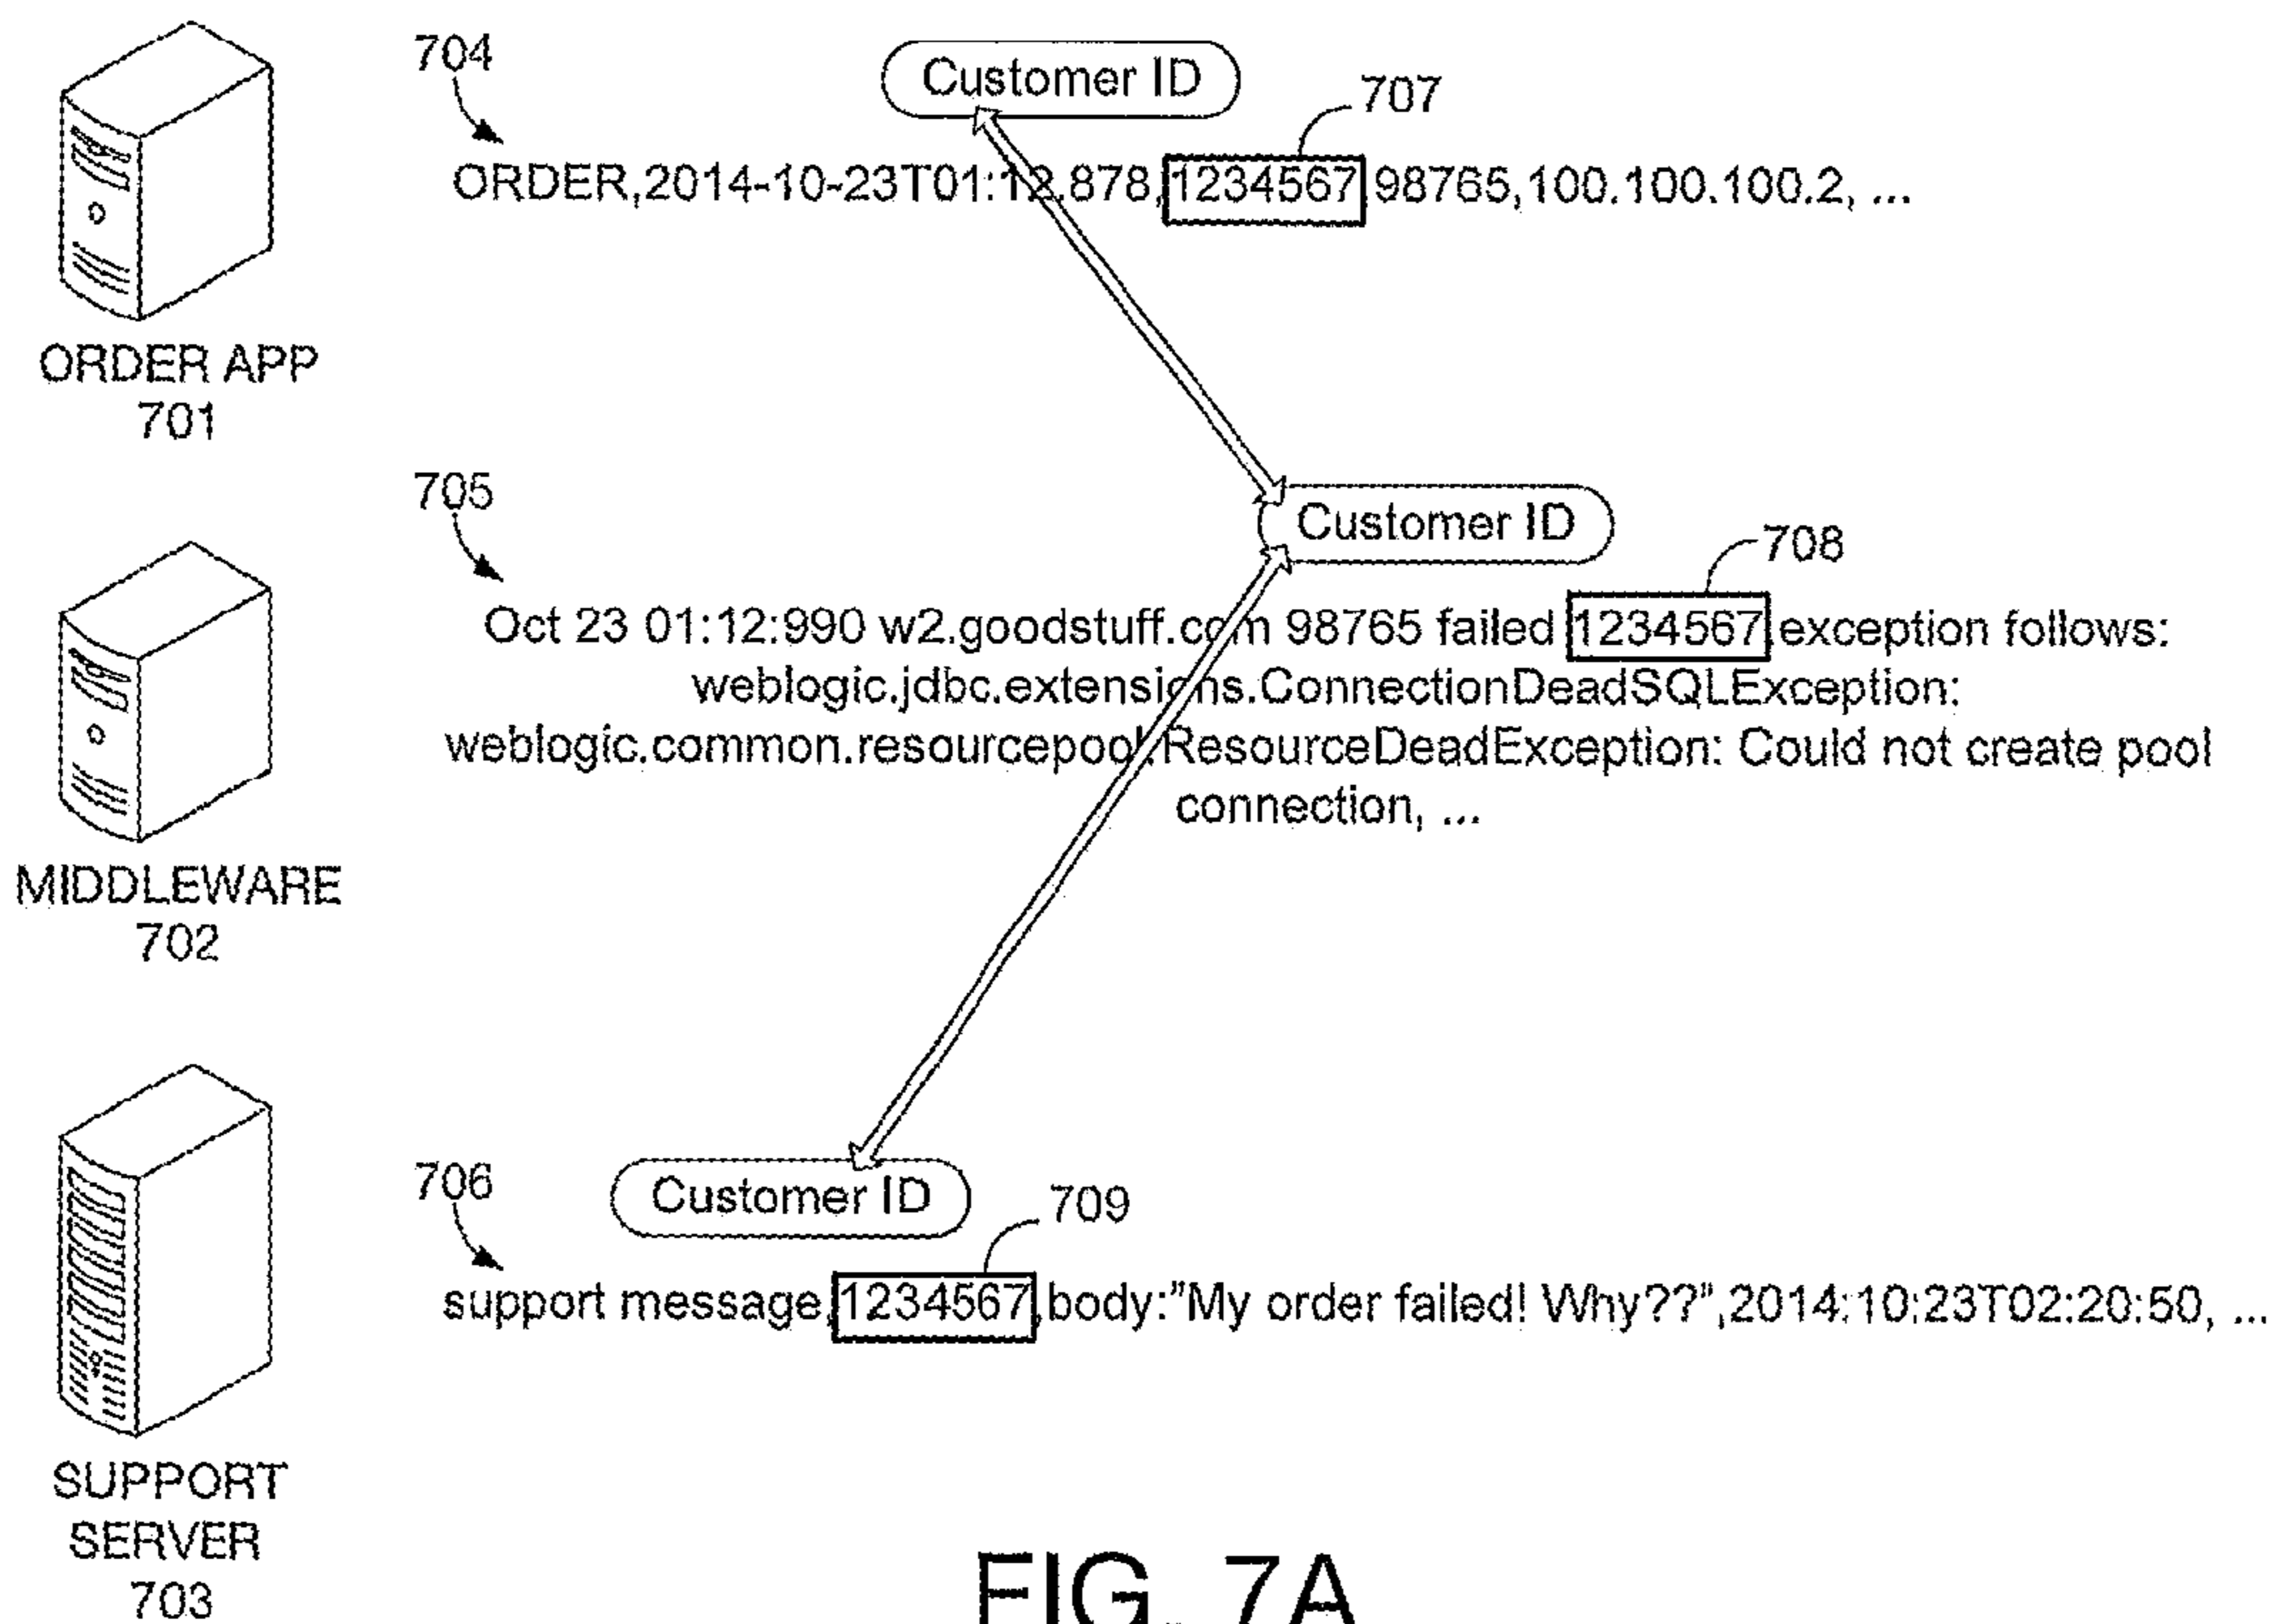 704
Customer ID
707
ORDER,2014-10-23T01:12.878,1234567,98765,100.100.100.2, ...
ORDER APP
701
705
Customer ID
708
Oct 23 01:12:990 w2.goodstuff.com 98765 failed 1234567,exception follows:
weblogic.jdbc.extensions.ConnectionDeadSQLException:
weblogic.common.resourcepool.ResourceDeadException: Could not create pool
connection, ...
MIDDLEWARE
702
706
Customer ID
709
support message,1234567,body:"My order failed! Why??",2014:10:23T02:20:50, ...
SUPPORT
SERVER
703
FIG. 7A